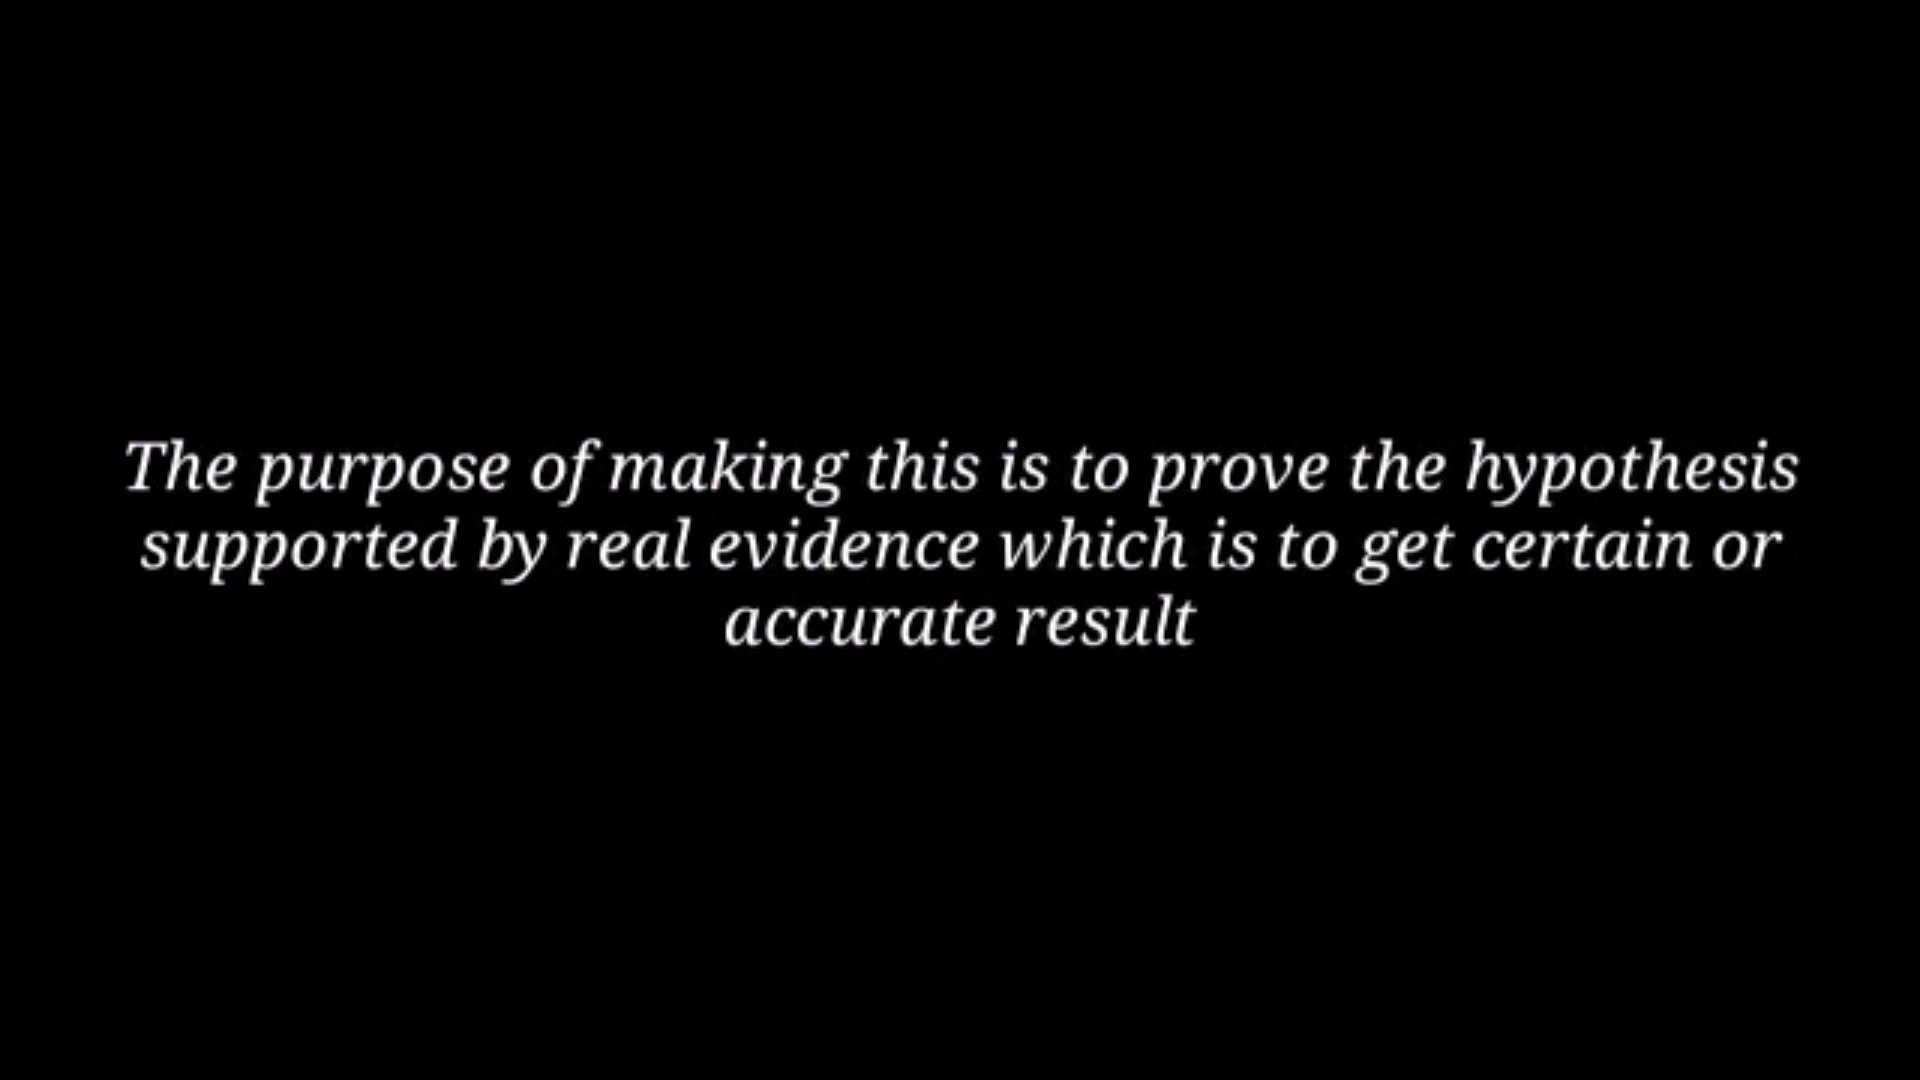 The purpose of making this is to prove the hypothesis
supported by real evidence which is to get certain or
accurate result